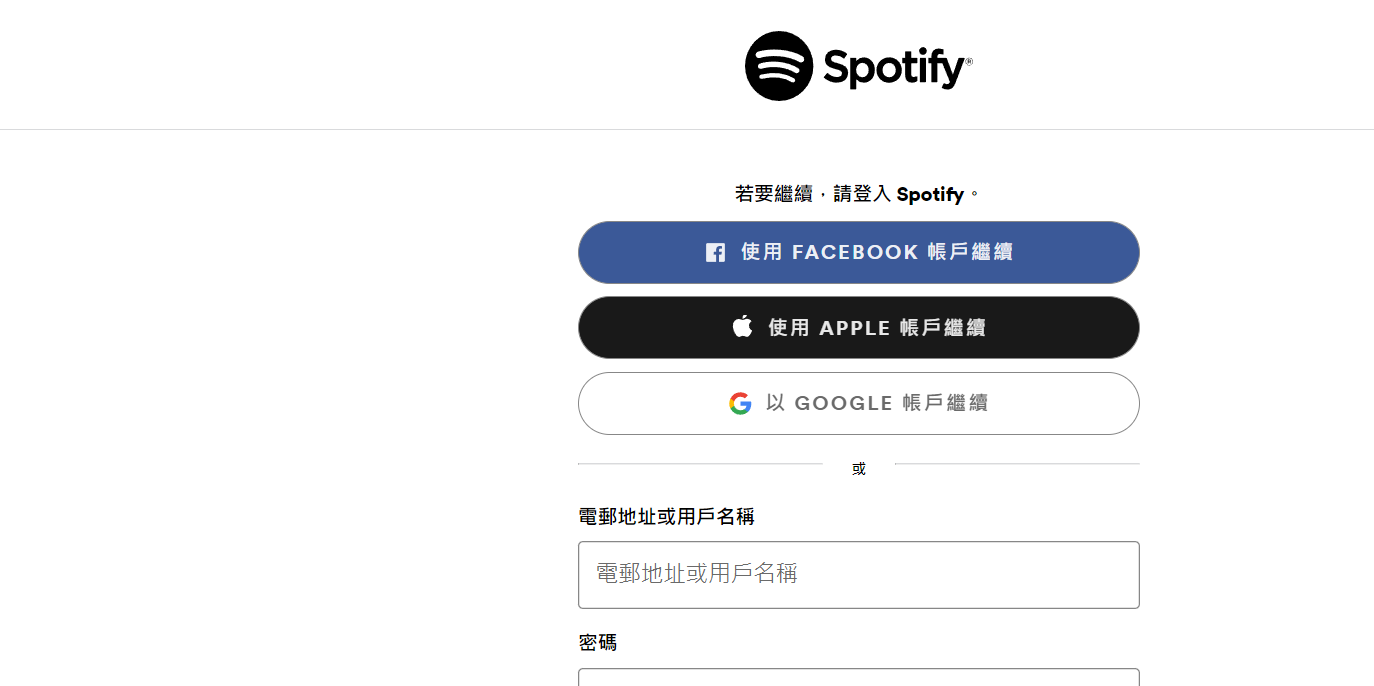 Spotify®
若要繼續，請登入 Spotify。
使用 FACEBOOK 帳戶繼續
使用 APPLE 帳戶繼續
以 GOOGLE 帳戶繼續
或
電郵地址或用戶名稱
電郵地址或用戶名稱
密碼